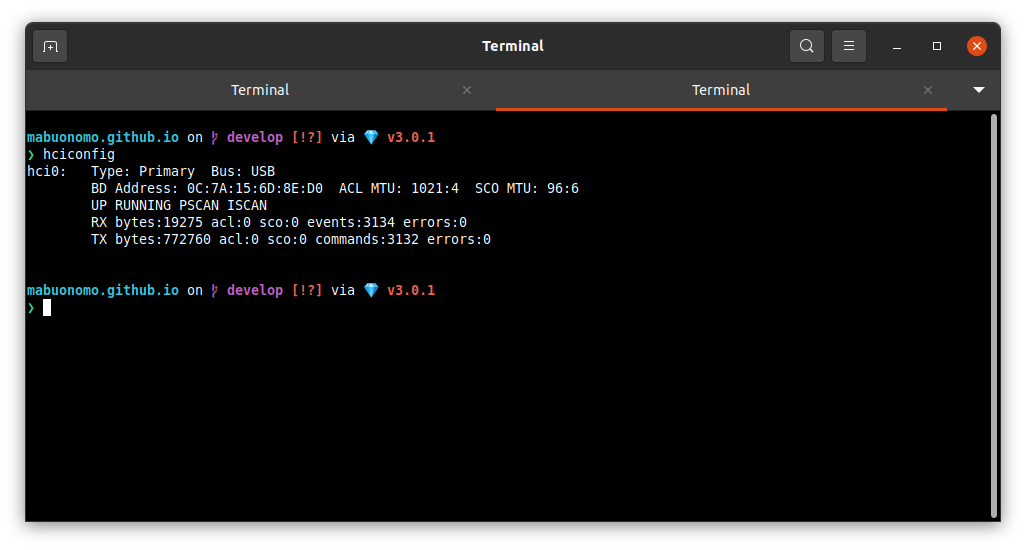 Terminal
Terminal Terminal
mabuonomo.github.io on develop [!?] via 💎 v3.0.1
❯ hciconfig
hci0: Type: Primary Bus: USB
BD Address: 0C:7A:15:6D:8E:D0 ACL MTU: 1021:4 SCO MTU: 96:6
UP RUNNING PSCAN ISCAN
RX bytes:19275 acl:0 sco:0 events:3134 errors:0
TX bytes:772760 acl:0 sco:0 commands:3132 errors:0
mabuonomo.github.io on develop [!?] via 💎 v3.0.1
❯